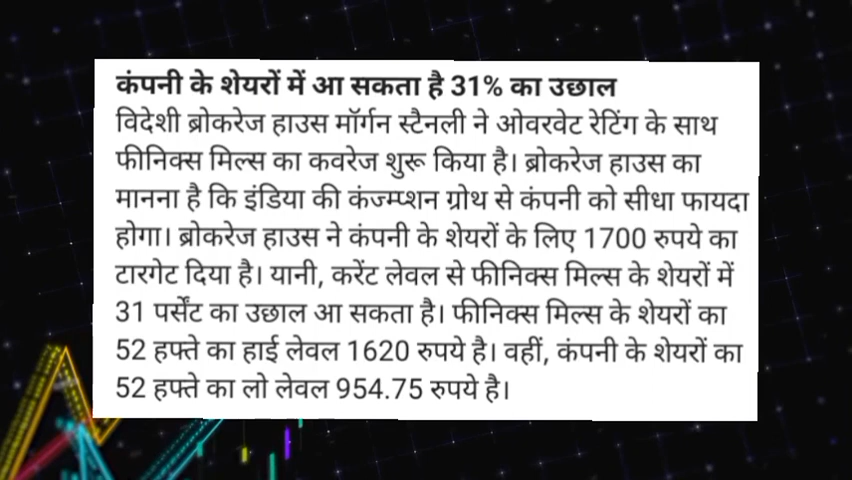 कंपनी के शेयरों में आ सकता है 31% का उछाल
विदेशी ब्रोकरेज हाउस मॉर्गन स्टैनली ने ओवरवेट रेटिंग के साथ
फीनिक्स मिल्स का कवरेज शुरू किया है। ब्रोकरेज हाउस का
मानना है कि इंडिया की कंज्म्प्शन ग्रोथ से कंपनी को सीधा फायदा
होगा। ब्रोकरेज हाउस ने कंपनी के शेयरों के लिए 1700 रुपये का
टारगेट दिया है। यानी, करेंट लेवल से फीनिक्स मिल्स के शेयरों में
31 पर्सेंट का उछाल आ सकता है। फीनिक्स मिल्स के शेयरों का
52 हफ्ते का हाई लेवल 1620 रुपये है। वहीं, कंपनी के शेयरों का
52 हफ्ते का लो लेवल 954.75 रुपये है।